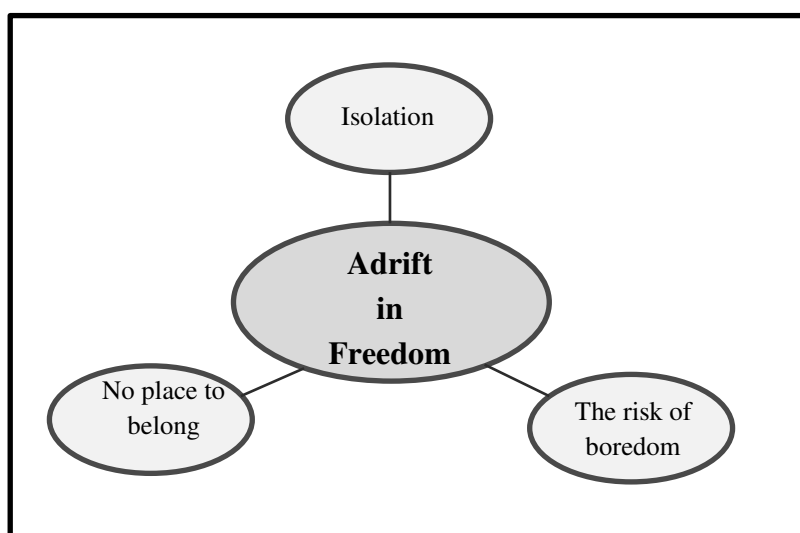 Isolation
Adrift
in
Freedom
No place to
belong
The risk of
boredom